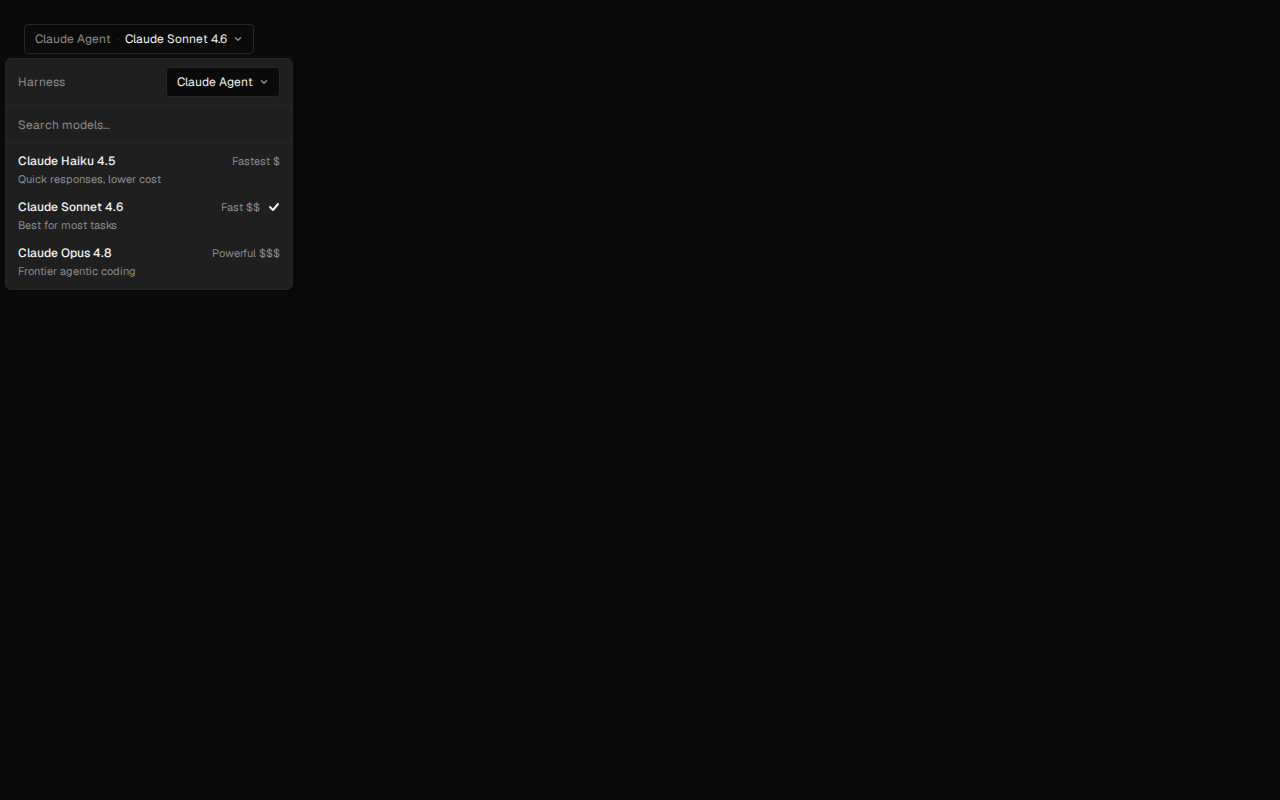 Claude Agent · Claude Sonnet 4.6
Harness Claude Agent
Search models…
Claude Haiku 4.5 Fastest $
Quick responses, lower cost
Claude Sonnet 4.6 Fast $$
Best for most tasks
Claude Opus 4.8 Powerful $$$
Frontier agentic coding